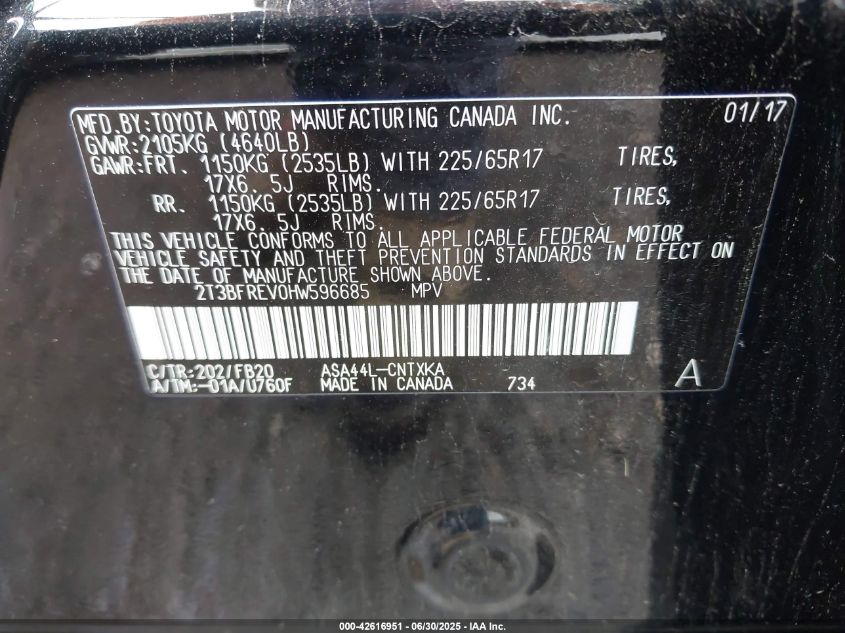 MFD.BY:TOYOTA MOTOR MANUFACTURING CANADA INC. 01/17
GVWR:2105KG (4640LB)
GAWR:FRT. 1150KG (2535LB) WITH 225/65R17 TIRES,
17X6. 5J RIMS.
RR. 1150KG (2535LB) WITH 225/65R17 TIRES,
17X6. 5J RIMS.
THIS VEHICLE CONFORMS TO ALL APPLICABLE FEDERAL MOTOR
VEHICLE SAFETY AND THEFT PREVENTION STANDARDS IN EFFECT ON
THE DATE OF MANUFACTURE SHOWN ABOVE.
2T3BFREV0HW596685 MPV
C/TR:202/FB20 ASA44L-CNTXKA
A/TM:-01A/U760F MADE IN CANADA 734 A
000-42616951 - 06/30/2025 - IAA Inc.